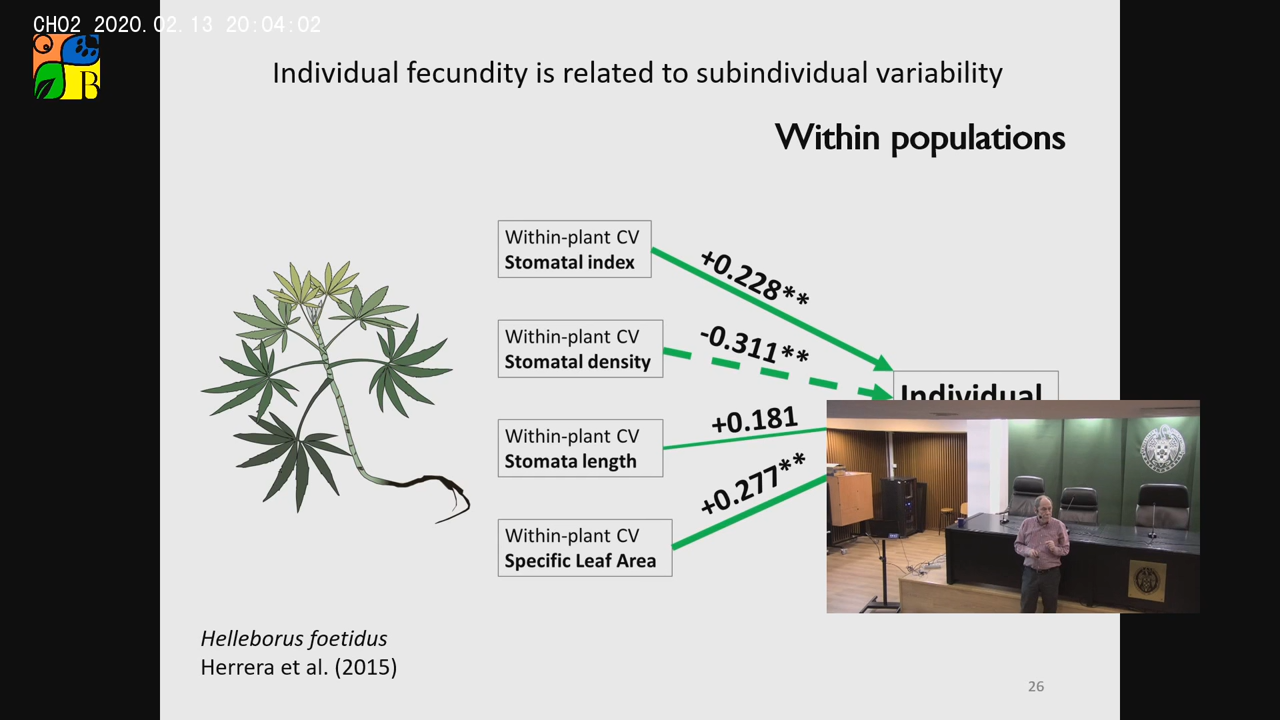 CH02 2020.02.13 20:04:02
B
Individual fecundity is related to subindividual variability
Within populations
Within-plant CV
Stomatal index
+0.228**
Within-plant CV
Stomatal density
-0.311**
Individual
Within-plant CV
Stomata length
+0.181
Within-plant CV
Specific Leaf Area
+0.277**
Helleborus foetidus
Herrera et al. (2015)
26